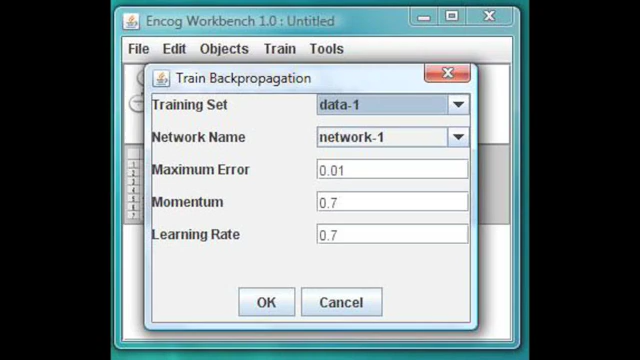 Encog Workbench 1.0 : Untitled
File Edit Objects Train Tools
Train Backpropagation
Training Set data-1
Network Name network-1
Maximum Error 0.01
Momentum 0.7
Learning Rate 0.7
OK Cancel